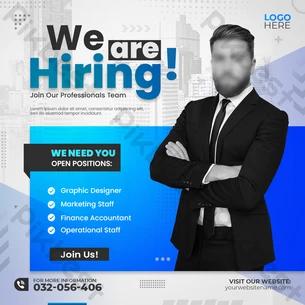 LOGO
HERE
We are
Hiring!
Join Our Professionals Team
WE NEED YOU
OPEN POSITIONS:
Graphic Designer
Marketing Staff
Finance Accountant
Operational Staff
Join Us!
FOR MORE INFORMATION
032-056-406
VISIT OUR WEBSITE:
yourwebsitename.com